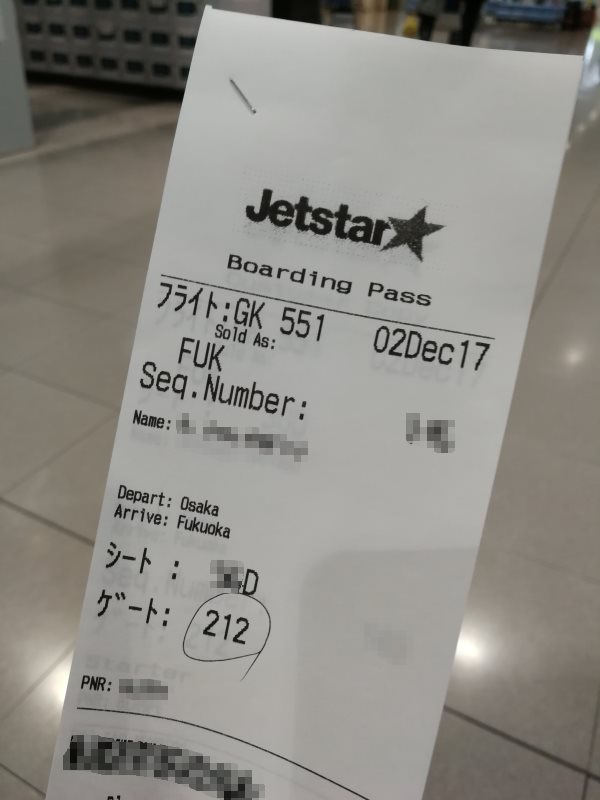 Jetstar
Boarding Pass
フライト:GK 551 02Dec17
Sold As:
FUK
Seq.Number:
Name:
Depart: Osaka
Arrive: Fukuoka
シート : D
ゲート: 212
PNR: